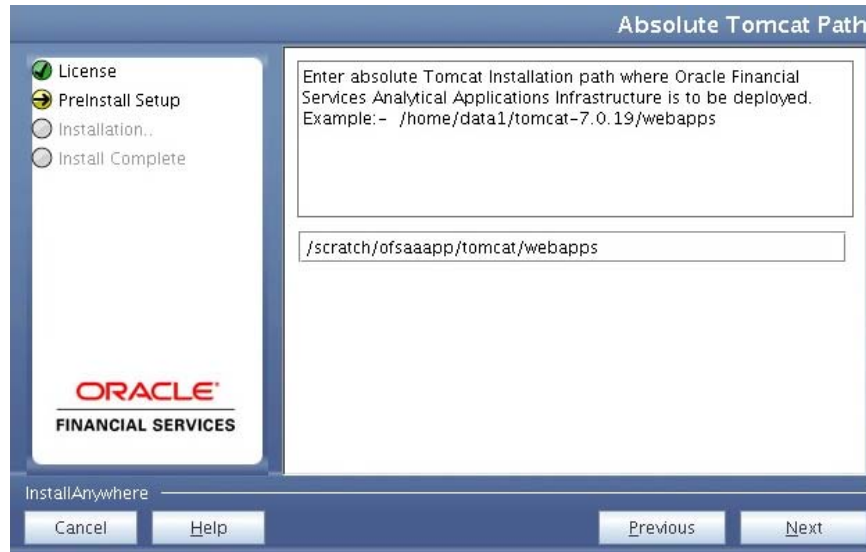 Absolute Tomcat Path
License
PreInstall Setup
Installation..
Install Complete
Enter absolute Tomcat Installation path where Oracle Financial
Services Analytical Applications Infrastructure is to be deployed.
Example:- /home/data1/tomcat-7.0.19/webapps
/scratch/ofsaaapp/tomcat/webapps
ORACLE
FINANCIAL SERVICES
InstallAnywhere
Cancel
Help
Previous
Next